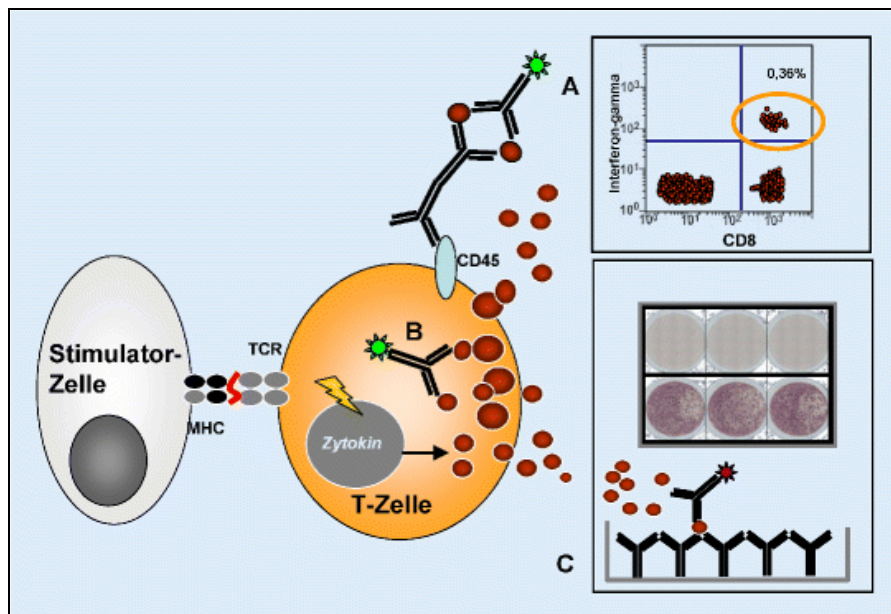 A
0,36%
Interferon-gamma
10³
10²
10¹
10⁰
10⁰ 10¹ 10² 10³
CD8
CD45
B
TCR
Stimulator-
Zelle
MHC
Zytokin
T-Zelle
C